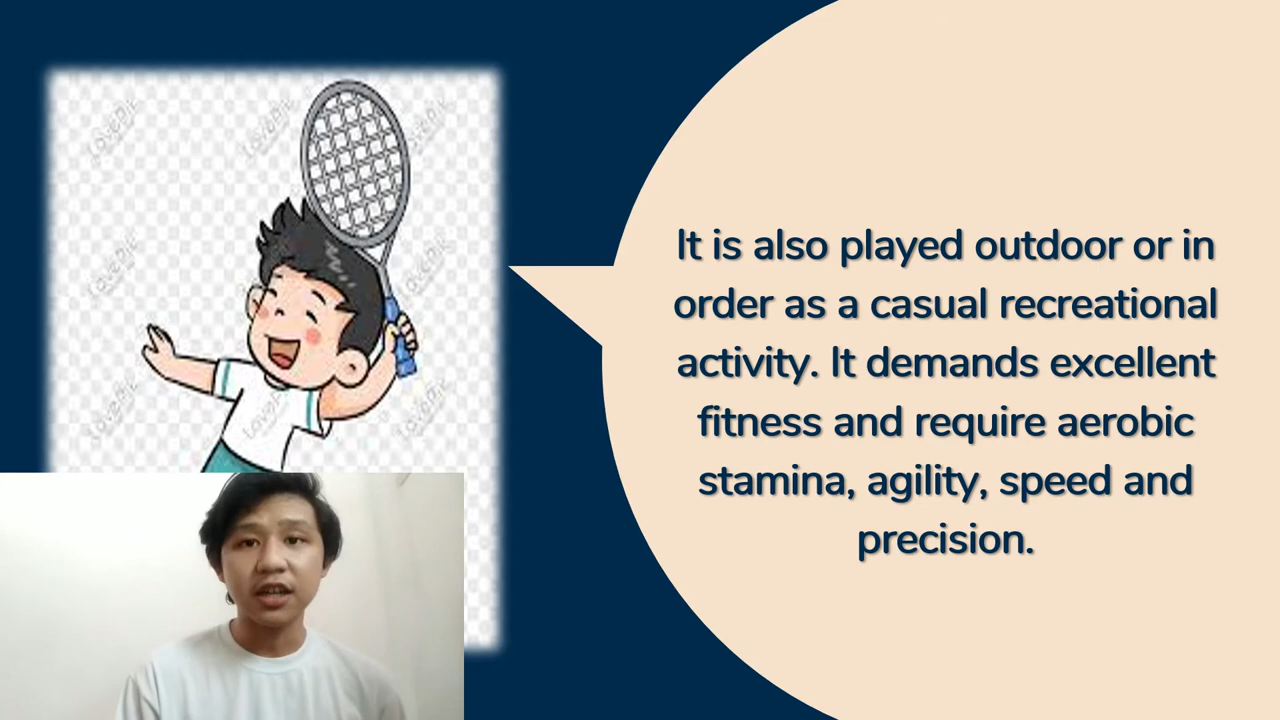 It is also played outdoor or in
order as a casual recreational
activity. It demands excellent
fitness and require aerobic
stamina, agility, speed and
precision.